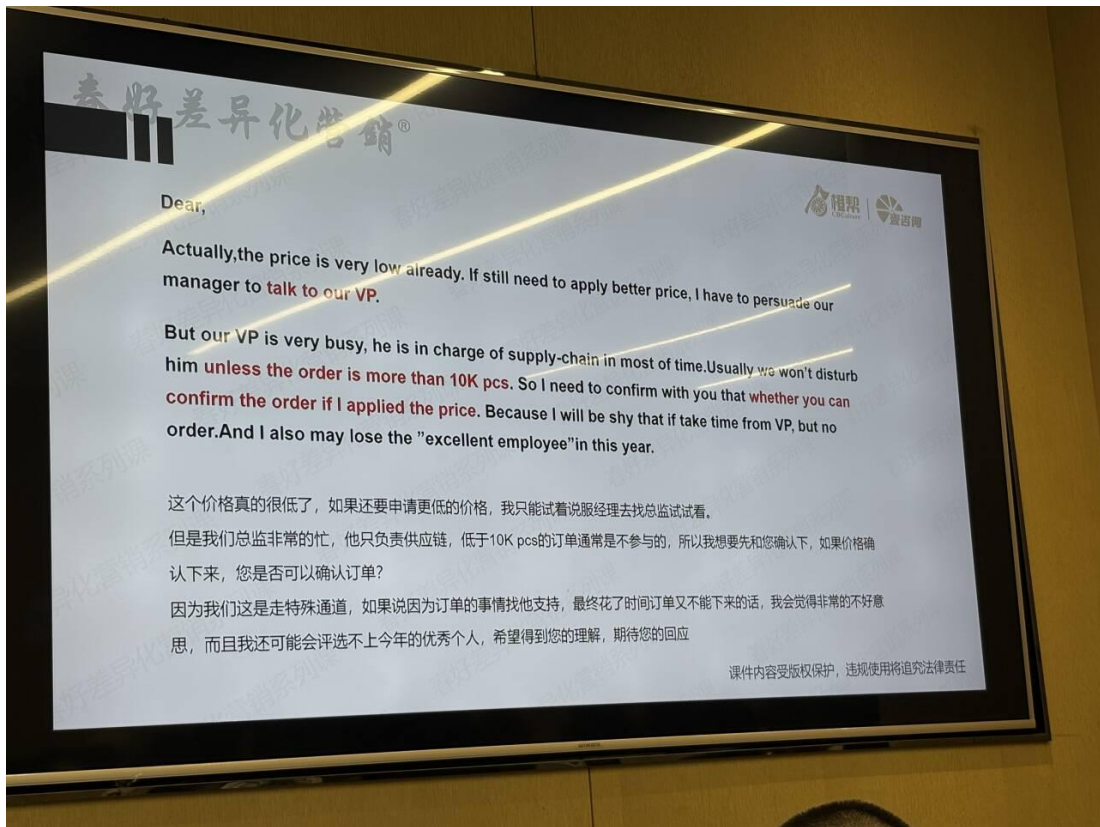 春好差异化营銷®
橙帮
壹咨询
Dear,
Actually,the price is very low already. If still need to apply better price, I have to persuade our
manager to talk to our VP.
But our VP is very busy, he is in charge of supply-chain in most of time.Usually we won't disturb
him unless the order is more than 10K pcs. So I need to confirm with you that whether you can
confirm the order if I applied the price. Because I will be shy that if take time from VP, but no
order.And I also may lose the ”excellent employee”in this year.
这个价格真的很低了，如果还要申请更低的价格，我只能试着说服经理去找总监试试看。
但是我们总监非常的忙，他只负责供应链，低于10K pcs的订单通常是不参与的，所以我想要先和您确认下，如果价格确
认下来，您是否可以确认订单？
因为我们这是走特殊通道，如果说因为订单的事情找他支持，最终花了时间订单又不能下来的话，我会觉得非常的不好意
思，而且我还可能会评选不上今年的优秀个人，希望得到您的理解，期待您的回应
课件内容受版权保护，违规使用将追究法律责任